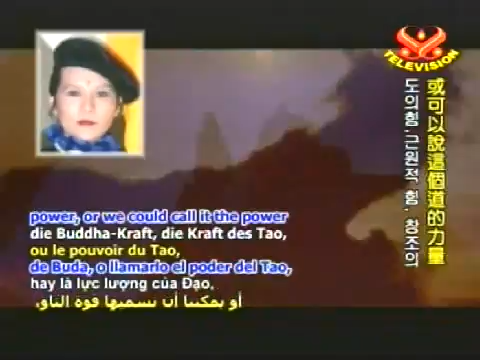 TELEVISION
或可以說這個道的力量
도의힘.근원적 힘, 창조의
power, or we could call it the power
die Buddha-Kraft, die Kraft des Tao,
ou le pouvoir du Tao,
de Buda, o llamarlo el poder del Tao,
hay là lực lượng của Đạo.
أو يمكننا أن نسميها قوة التاو،